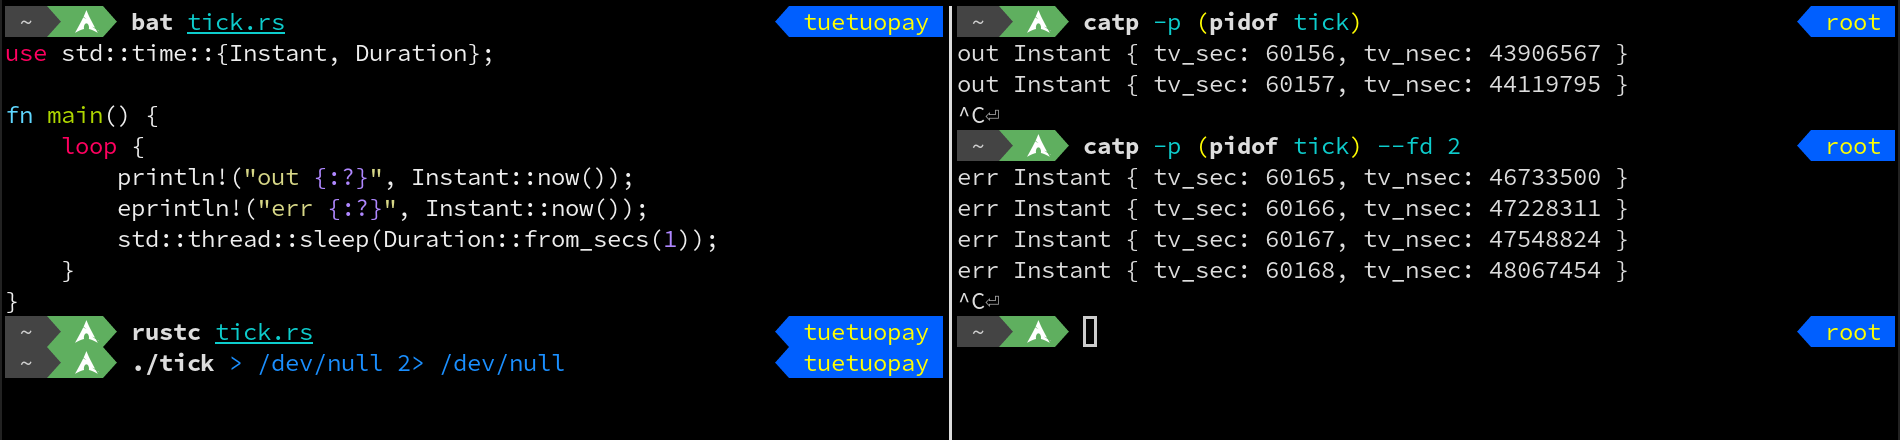 ~ bat tick.rs tuetuopay
use std::time::{Instant, Duration};
fn main() {
    loop {
        println!("out {:?}", Instant::now());
        eprintln!("err {:?}", Instant::now());
        std::thread::sleep(Duration::from_secs(1));
    }
}
~ rustc tick.rs tuetuopay
~ ./tick > /dev/null 2> /dev/null tuetuopay
~ catp -p (pidof tick) root
out Instant { tv_sec: 60156, tv_nsec: 43906567 }
out Instant { tv_sec: 60157, tv_nsec: 44119795 }
^C⏎
~ catp -p (pidof tick) --fd 2 root
err Instant { tv_sec: 60165, tv_nsec: 46733500 }
err Instant { tv_sec: 60166, tv_nsec: 47228311 }
err Instant { tv_sec: 60167, tv_nsec: 47548824 }
err Instant { tv_sec: 60168, tv_nsec: 48067454 }
^C⏎
~ root